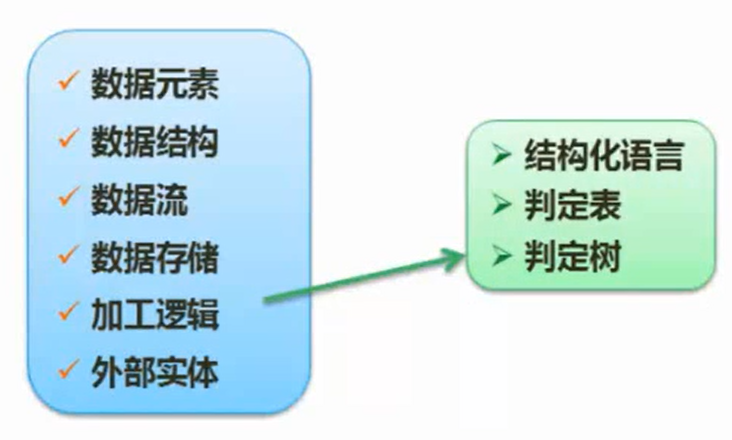 数据元素
数据结构
数据流
数据存储
加工逻辑
外部实体
结构化语言
判定表
判定树